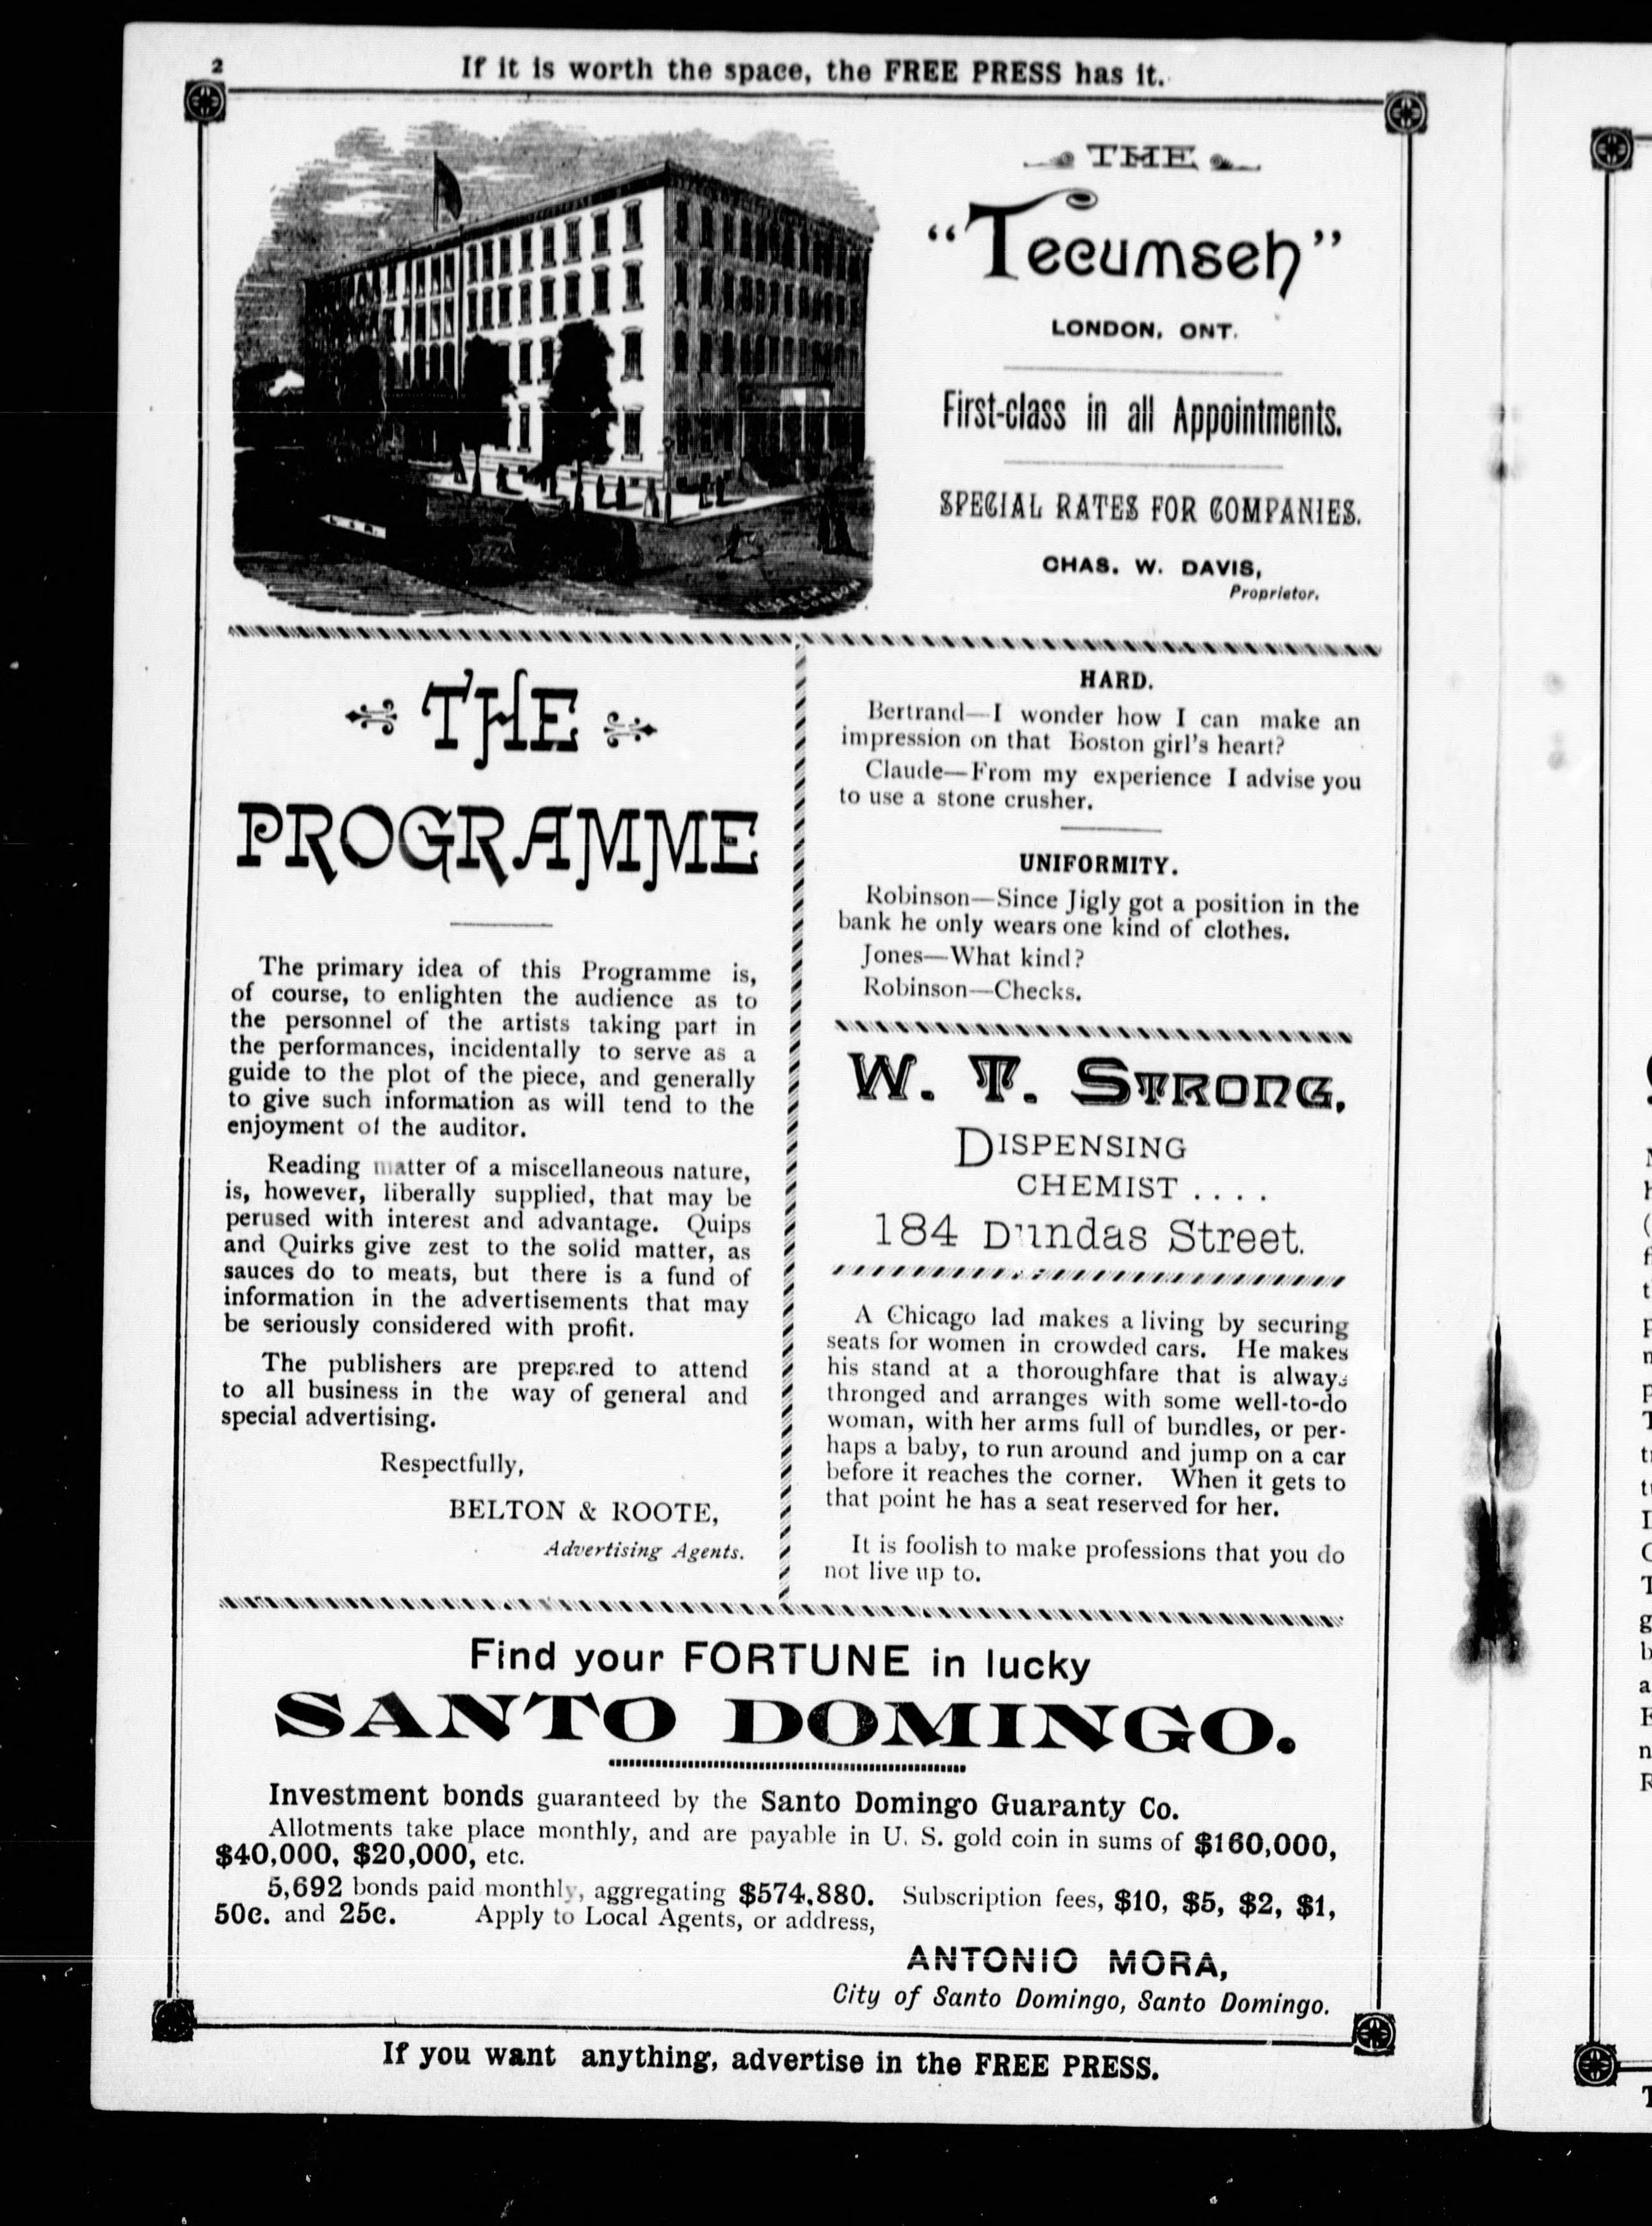 2
If it is worth the space, the FREE PRESS has it.
THE
“Tecumseh”
LONDON, ONT.
First-class in all Appointments.
SPECIAL RATES FOR COMPANIES.
CHAS. W. DAVIS,
Proprietor.
LONDON
THE
PROGRAMME
The primary idea of this Programme is,
of course, to enlighten the audience as to
the personnel of the artists taking part in
the performances, incidentally to serve as a
guide to the plot of the piece, and generally
to give such information as will tend to the
enjoyment of the auditor.
Reading matter of a miscellaneous nature,
is, however, liberally supplied, that may be
perused with interest and advantage. Quips
and Quirks give zest to the solid matter, as
sauces do to meats, but there is a fund of
information in the advertisements that may
be seriously considered with profit.
The publishers are prepared to attend
to all business in the way of general and
special advertising.
Respectfully,
BELTON & ROOTE,
Advertising Agents.
HARD.
Bertrand—I wonder how I can make an
impression on that Boston girl's heart?
Claude—From my experience I advise you
to use a stone crusher.
UNIFORMITY.
Robinson—Since Jigly got a position in the
bank he only wears one kind of clothes.
Jones—What kind?
Robinson—Checks.
W. T. STRONG,
DISPENSING
CHEMIST ....
184 Dundas Street.
A Chicago lad makes a living by securing
seats for women in crowded cars. He makes
his stand at a thoroughfare that is always
thronged and arranges with some well-to-do
woman, with her arms full of bundles, or per-
haps a baby, to run around and jump on a car
before it reaches the corner. When it gets to
that point he has a seat reserved for her.
It is foolish to make professions that you do
not live up to.
Find your FORTUNE in lucky
SANTO DOMINGO.
Investment bonds guaranteed by the Santo Domingo Guaranty Co.
Allotments take place monthly, and are payable in U. S. gold coin in sums of $160,000,
$40,000, $20,000, etc.
5,692 bonds paid monthly, aggregating $574,880. Subscription fees, $10, $5, $2, $1,
50c. and 25c. Apply to Local Agents, or address,
ANTONIO MORA,
City of Santo Domingo, Santo Domingo.
If you want anything, advertise in the FREE PRESS.